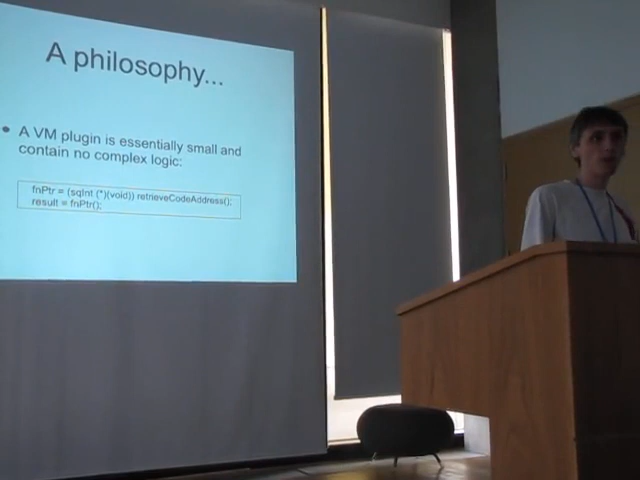 A philosophy...
• A VM plugin is essentially small and
contain no complex logic:
fnPtr = (sqInt (*)(void)) retrieveCodeAddress();
result = fnPtr();